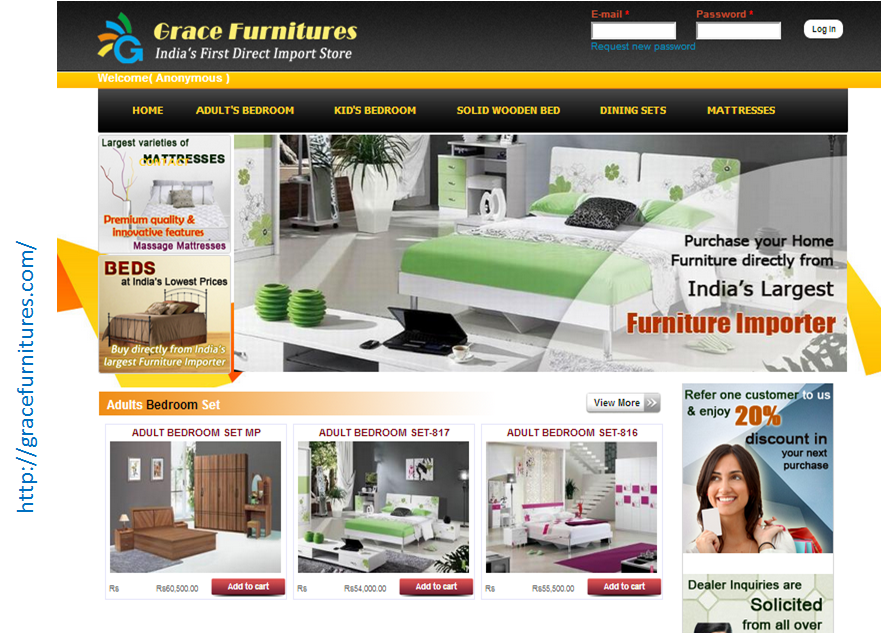 http://gracefurnitures.com/
Grace Furnitures
India's First Direct Import Store
E-mail *
Password *
Log in
Request new password
Welcome( Anonymous )
HOME
ADULT'S BEDROOM
KID'S BEDROOM
SOLID WOODEN BED
DINING SETS
MATTRESSES
Largest varieties of
MATTRESSES
Premium quality &
innovative features
Massage Mattresses
BEDS
at India's Lowest Prices
Buy directly from India's
largest Furniture Importer
Purchase your Home
Furniture directly from
India's Largest
Furniture Importer
Adults Bedroom Set
View More »
ADULT BEDROOM SET MP
Rs Rs60,500.00 Add to cart
ADULT BEDROOM SET-817
Rs Rs54,000.00 Add to cart
ADULT BEDROOM SET-816
Rs Rs55,500.00 Add to cart
Refer one customer to us
& enjoy 20%
discount in
your next
purchase
Dealer Inquiries are
Solicited
from all over